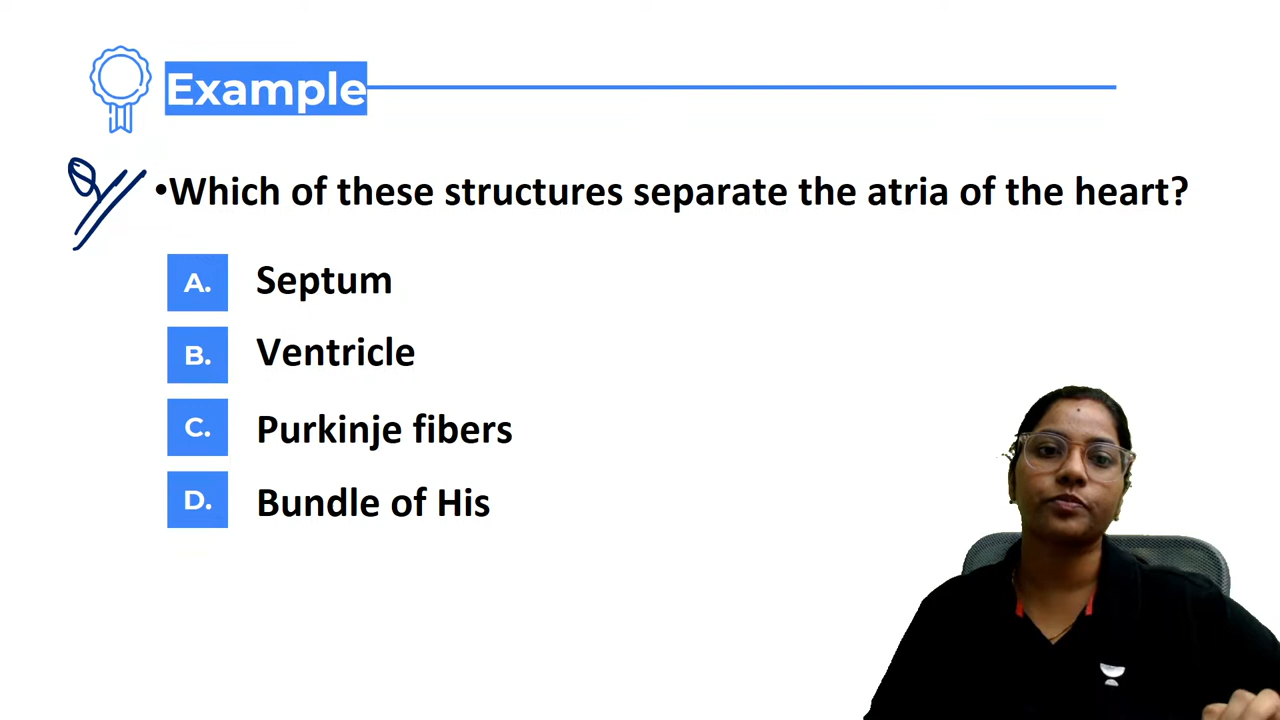 Example
•Which of these structures separate the atria of the heart?
A. Septum
B. Ventricle
C. Purkinje fibers
D. Bundle of His